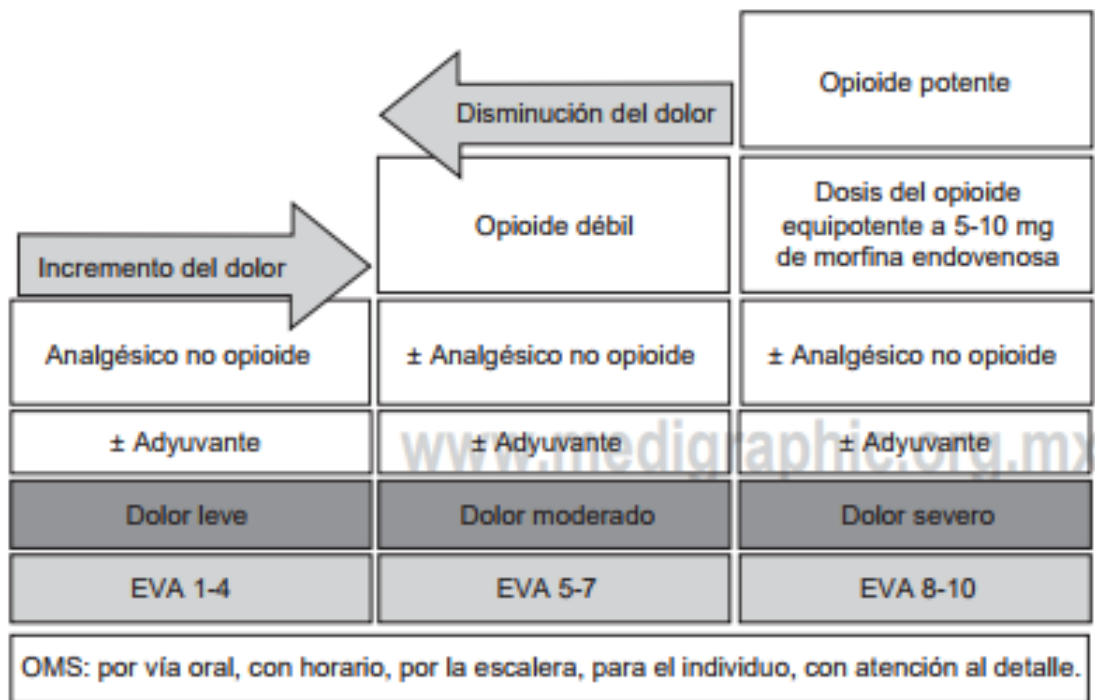 Opioide potente
Disminución del dolor
Opioide débil
Dosis del opioide
equipotente a 5-10 mg
de morfina endovenosa
Incremento del dolor
Analgésico no opioide
± Analgésico no opioide
± Analgésico no opioide
± Adyuvante
± Adyuvante
± Adyuvante
www.medigraphic.org.mx
Dolor leve
Dolor moderado
Dolor severo
EVA 1-4
EVA 5-7
EVA 8-10
OMS: por vía oral, con horario, por la escalera, para el individuo, con atención al detalle.